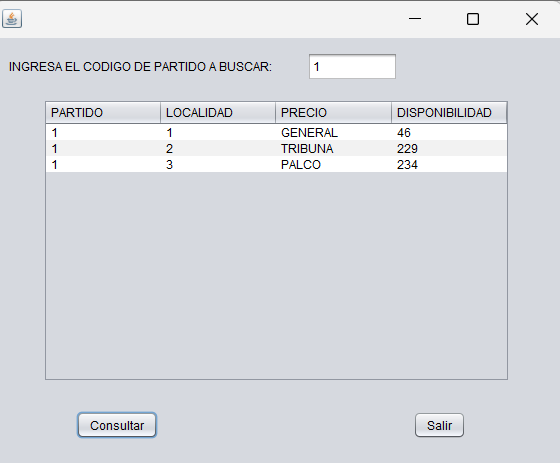 INGRESA EL CODIGO DE PARTIDO A BUSCAR: 1
PARTIDO LOCALIDAD PRECIO DISPONIBILIDAD
1 1 GENERAL 46
1 2 TRIBUNA 229
1 3 PALCO 234
Consultar Salir